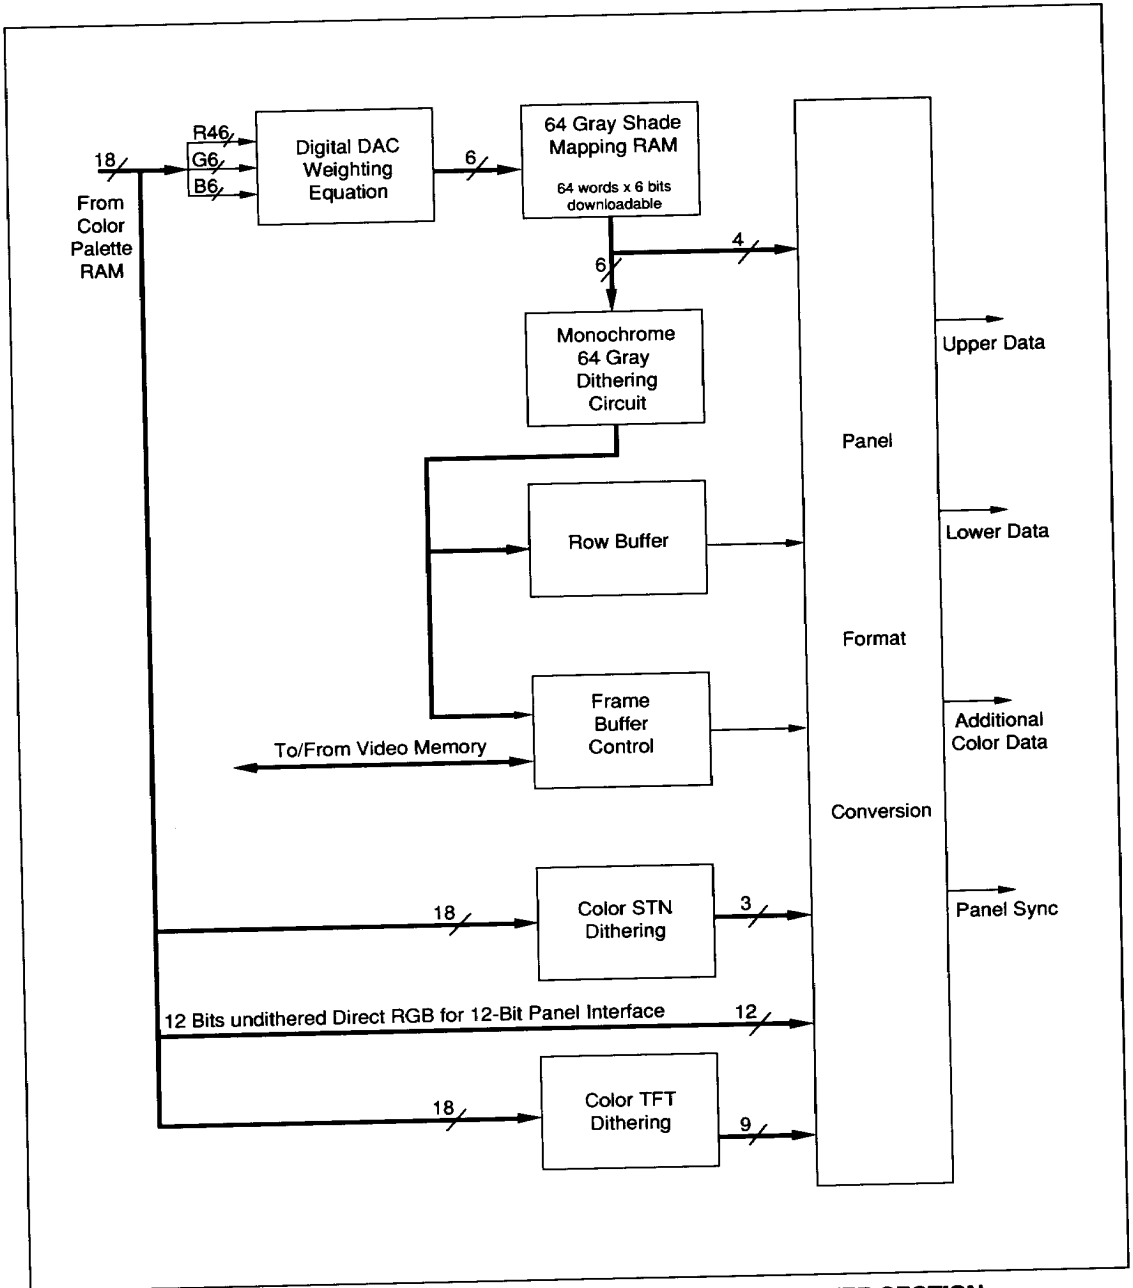 R46
18
G6
B6
From
Color
Palette
RAM
Digital DAC
Weighting
Equation
6
64 Gray Shade
Mapping RAM
64 words x 6 bits
downloadable
4
6
Monochrome
64 Gray
Dithering
Circuit
Upper Data
Panel
Row Buffer
Lower Data
Format
Frame
Buffer
Control
To/From Video Memory
Additional
Color Data
Conversion
18
Color STN
Dithering
3
Panel Sync
12 Bits undithered Direct RGB for 12-Bit Panel Interface
12
18
Color TFT
Dithering
9
SECTION